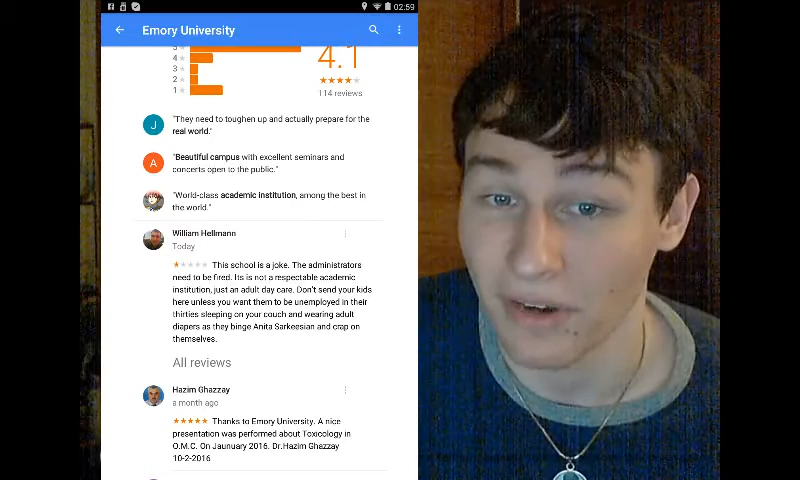 02:59
Emory University
5
4
3
2
1
4.1
114 reviews
J
"They need to toughen up and actually prepare for the
real world."
A
"Beautiful campus with excellent seminars and
concerts open to the public."
"World-class academic institution, among the best in
the world."
William Hellmann
Today
This school is a joke. The administrators
need to be fired. Its is not a respectable academic
institution, just an adult day care. Don't send your kids
here unless you want them to be unemployed in their
thirties sleeping on your couch and wearing adult
diapers as they binge Anita Sarkeesian and crap on
themselves.
All reviews
Hazim Ghazzay
a month ago
Thanks to Emory University. A nice
presentation was performed about Toxicology in
O.M.C. On Jaunuary 2016. Dr.Hazim Ghazzay
10-2-2016